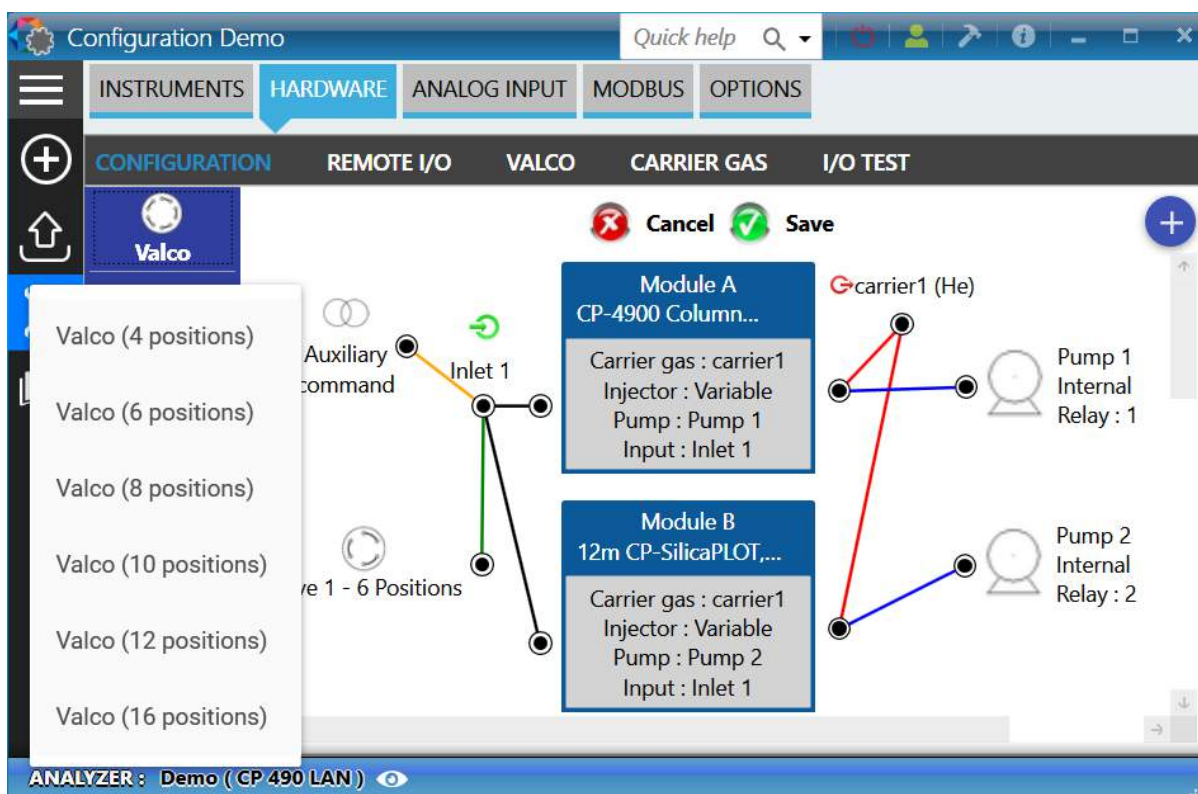 Configuration Demo
Quick help
INSTRUMENTS
HARDWARE
ANALOG INPUT
MODBUS
OPTIONS
CONFIGURATION
REMOTE I/O
VALCO
CARRIER GAS
I/O TEST
Valco
Cancel
Save
Valco (4 positions)
Valco (6 positions)
Valco (8 positions)
Valco (10 positions)
Valco (12 positions)
Valco (16 positions)
Auxiliary
command
Inlet 1
ve 1 - 6 Positions
Module A
CP-4900 Column...
Carrier gas : carrier1
Injector : Variable
Pump : Pump 1
Input : Inlet 1
Module B
12m CP-SilicaPLOT,...
Carrier gas : carrier1
Injector : Variable
Pump : Pump 2
Input : Inlet 1
carrier1 (He)
Pump 1
Internal
Relay : 1
Pump 2
Internal
Relay : 2
ANALYZER : Demo ( CP 490 LAN )